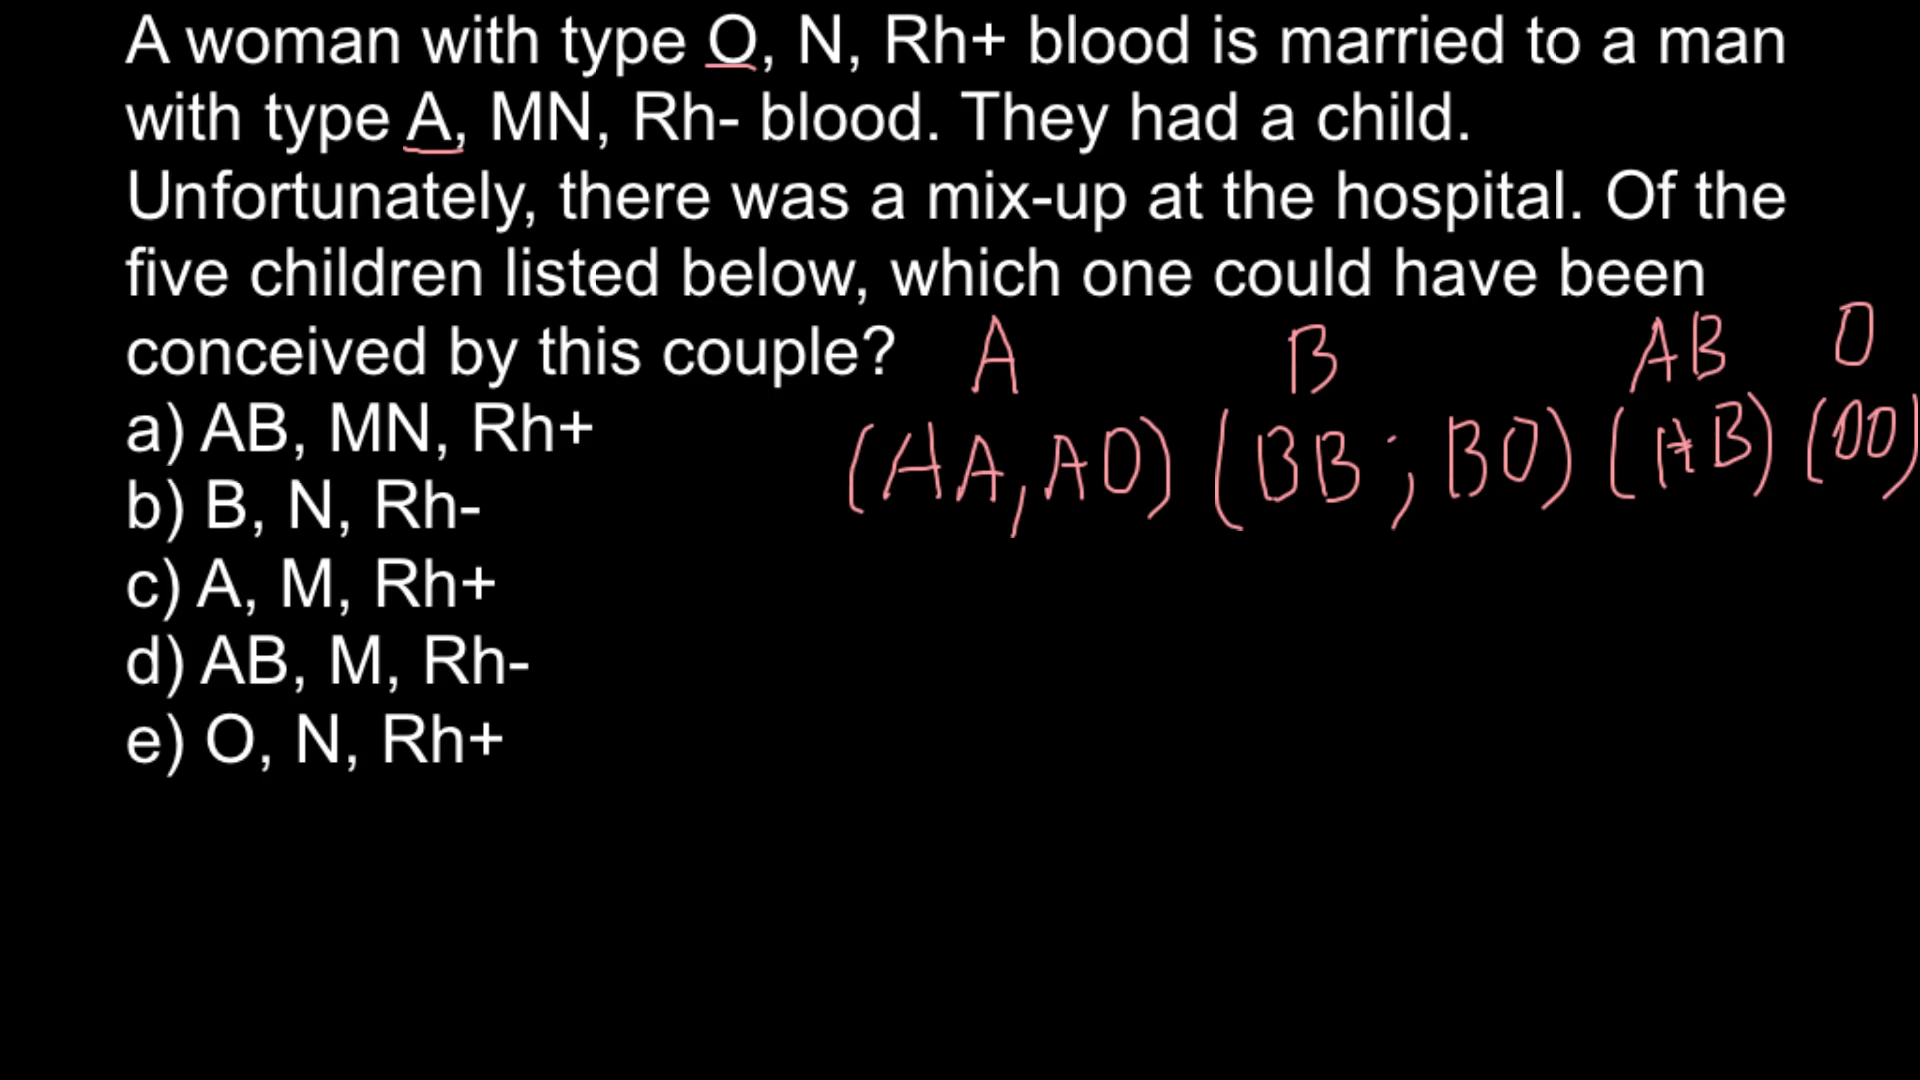 A woman with type O, N, Rh+ blood is married to a man
with type A, MN, Rh- blood. They had a child.
Unfortunately, there was a mix-up at the hospital. Of the
five children listed below, which one could have been
conceived by this couple? A B AB O
a) AB, MN, Rh+ (AA, AO) (BB; BO) (AB) (OO)
b) B, N, Rh-
c) A, M, Rh+
d) AB, M, Rh-
e) O, N, Rh+